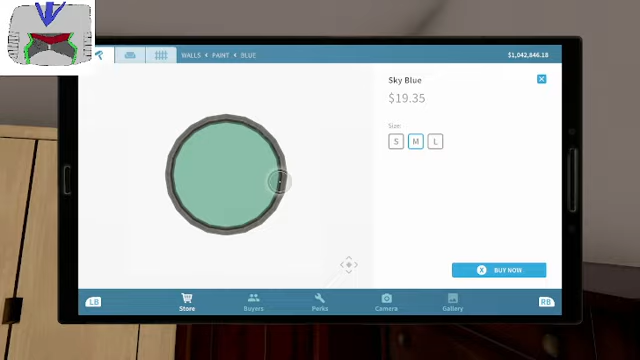 WALLS < PAINT < BLUE
$1,042,846.18
Sky Blue
$19.35
Size:
S M L
X BUY NOW
LB
Store
Buyers
Perks
Camera
Gallery
RB